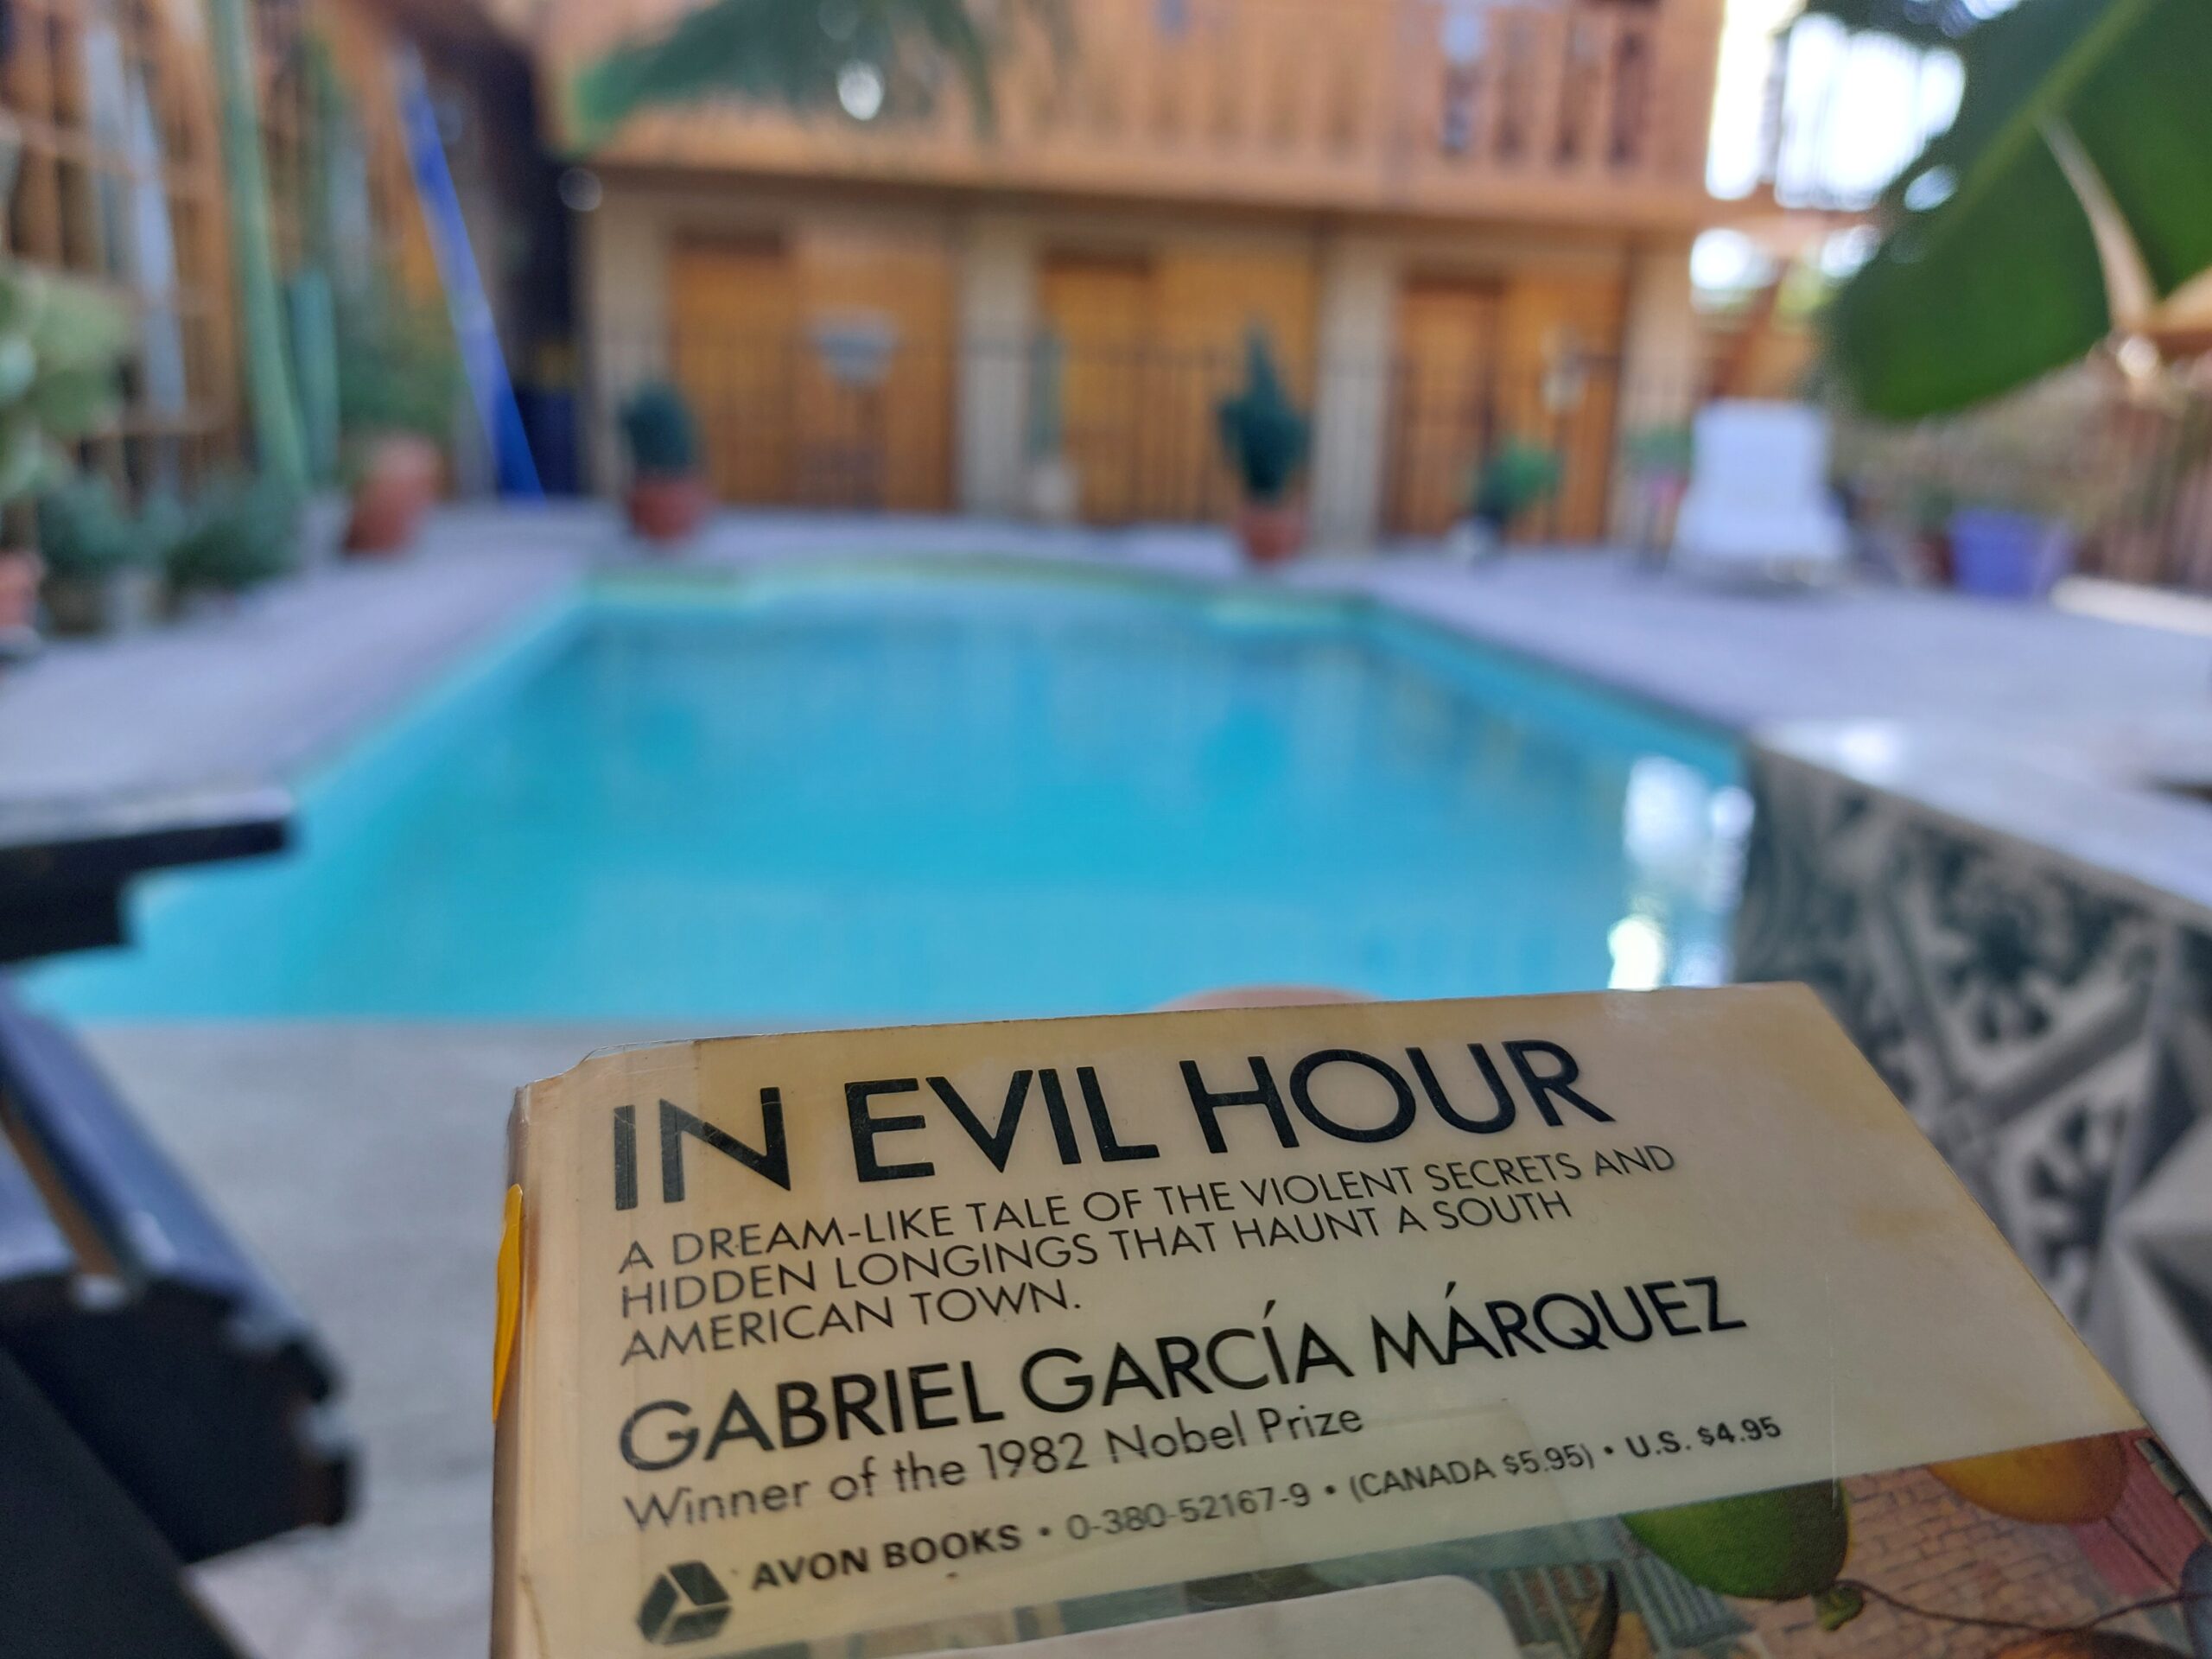 IN EVIL HOUR
A DREAM-LIKE TALE OF THE VIOLENT SECRETS AND
HIDDEN LONGINGS THAT HAUNT A SOUTH
AMERICAN TOWN.
GABRIEL GARCÍA MÁRQUEZ
Winner of the 1982 Nobel Prize
AVON BOOKS • 0-380-52167-9 • (CANADA $5.95) • U.S. $4.95